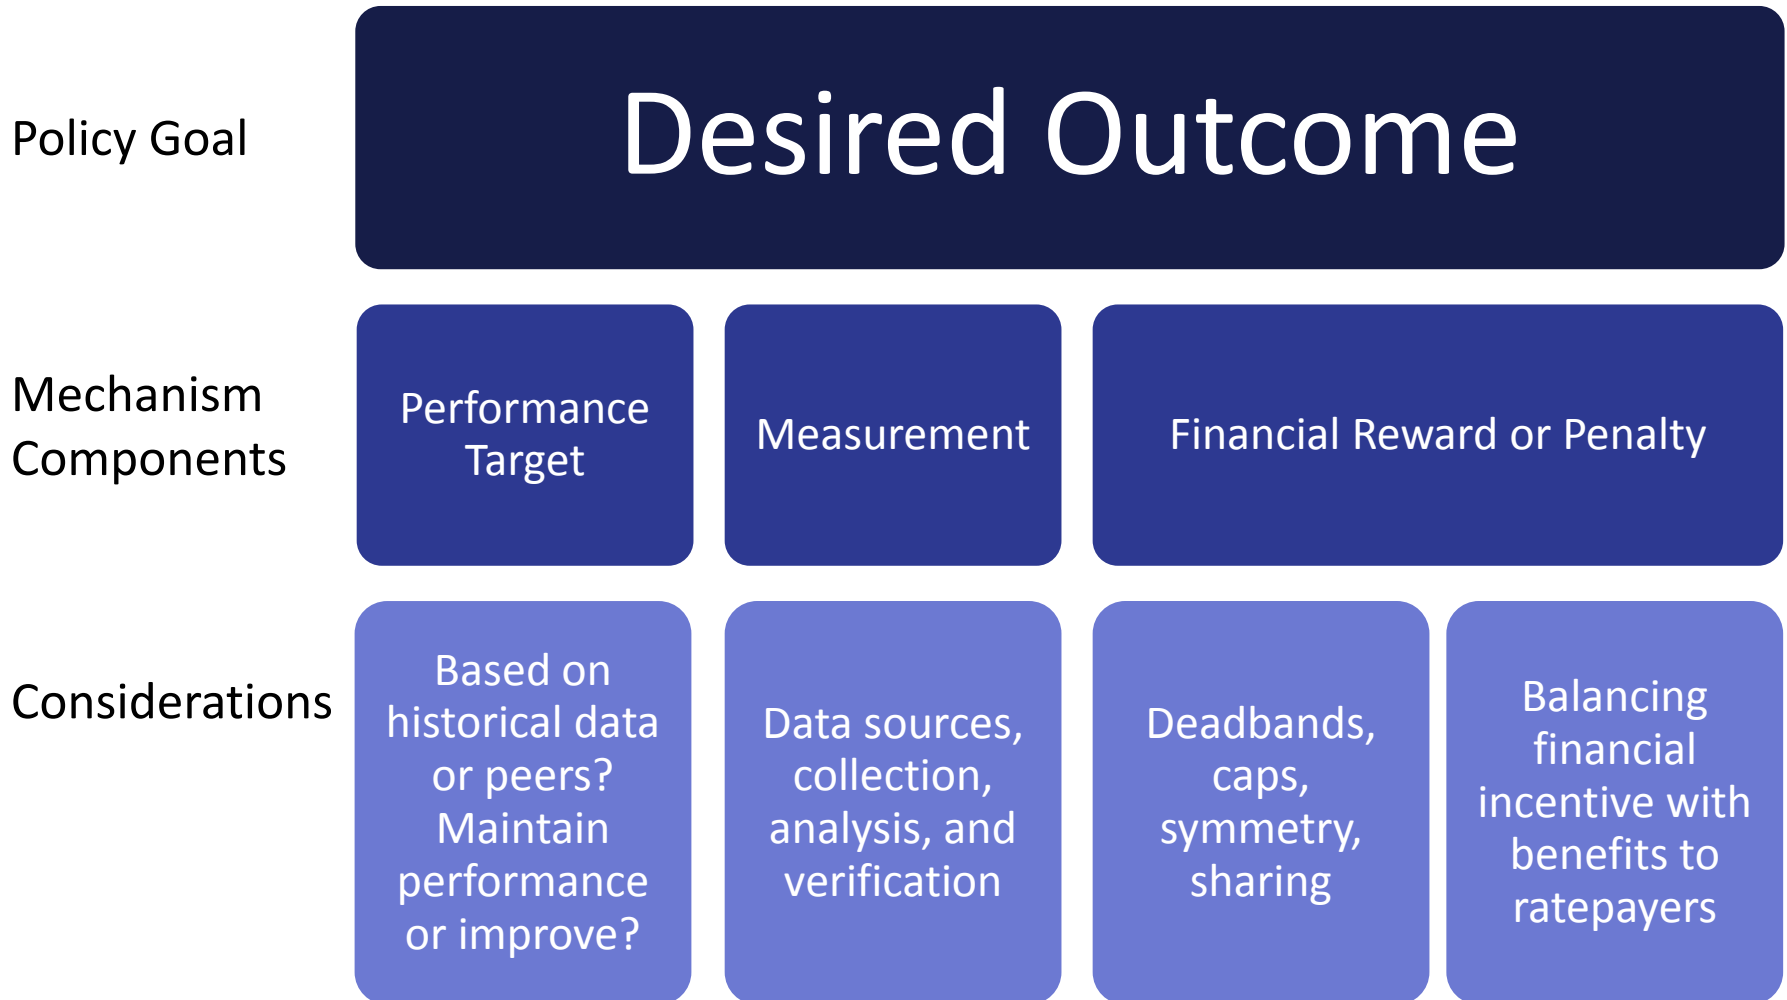 Policy Goal
Desired Outcome
Mechanism
Components
Performance
Target
Measurement
Financial Reward or Penalty
Considerations
Based on
historical data
or peers?
Maintain
performance
or improve?
Data sources,
collection,
analysis, and
verification
Deadbands,
caps,
symmetry,
sharing
Balancing
financial
incentive with
benefits to
ratepayers